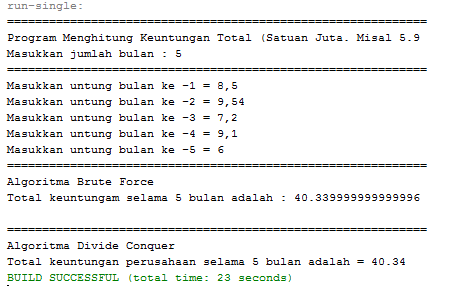 run-single:
============================================================
Program Menghitung Keuntungan Total (Satuan Juta. Misal 5.9
Masukkan jumlah bulan : 5
============================================================
Masukkan untung bulan ke -1 = 8,5
Masukkan untung bulan ke -2 = 9,54
Masukkan untung bulan ke -3 = 7,2
Masukkan untung bulan ke -4 = 9,1
Masukkan untung bulan ke -5 = 6
============================================================
Algoritma Brute Force
Total keuntungam selama 5 bulan adalah : 40.339999999999996
============================================================
Algoritma Divide Conquer
Total keuntungan perusahaan selama 5 bulan adalah = 40.34
BUILD SUCCESSFUL (total time: 23 seconds)